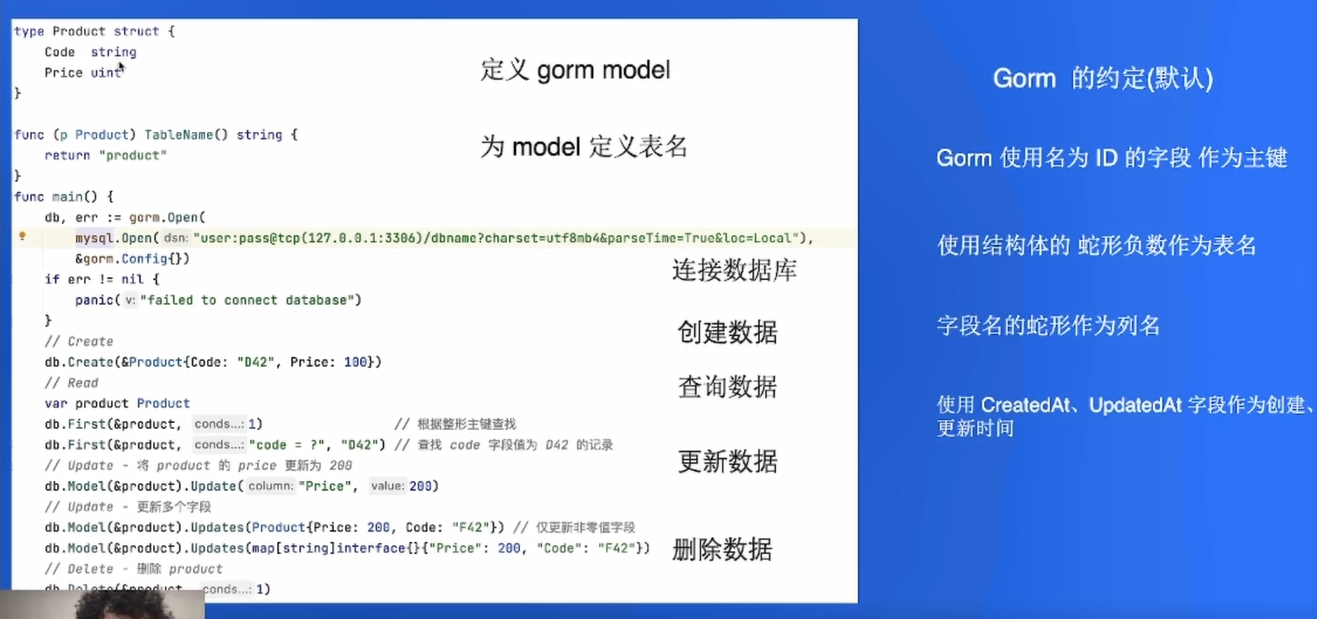 type Product struct {
Code string
Price uint
}
func (p Product) TableName() string {
return "product"
}
func main() {
db, err := gorm.Open(
mysql.Open( dsn: "user:pass@tcp(127.0.0.1:3306)/dbname?charset=utf8mb4&parseTime=True&loc=Local"),
&gorm.Config{})
if err != nil {
panic( v: "failed to connect database")
}
// Create
db.Create(&Product{Code: "D42", Price: 100})
// Read
var product Product
db.First(&product, conds...: 1) // 根据整形主键查找
db.First(&product, conds...: "code = ?", "D42") // 查找 code 字段值为 D42 的记录
// Update - 将 product 的 price 更新为 200
db.Model(&product).Update( column: "Price", value: 200)
// Update - 更新多个字段
db.Model(&product).Updates(Product{Price: 200, Code: "F42"}) // 仅更新非零值字段
db.Model(&product).Updates(map[string]interface{}{"Price": 200, "Code": "F42"})
// Delete - 删除 product
db.Delete(&product, conds...: 1)
定义 gorm model
为 model 定义表名
连接数据库
创建数据
查询数据
更新数据
删除数据
Gorm 的约定(默认)
Gorm 使用名为 ID 的字段 作为主键
使用结构体的 蛇形负数作为表名
字段名的蛇形作为列名
使用 CreatedAt、UpdatedAt 字段作为创建、
更新时间